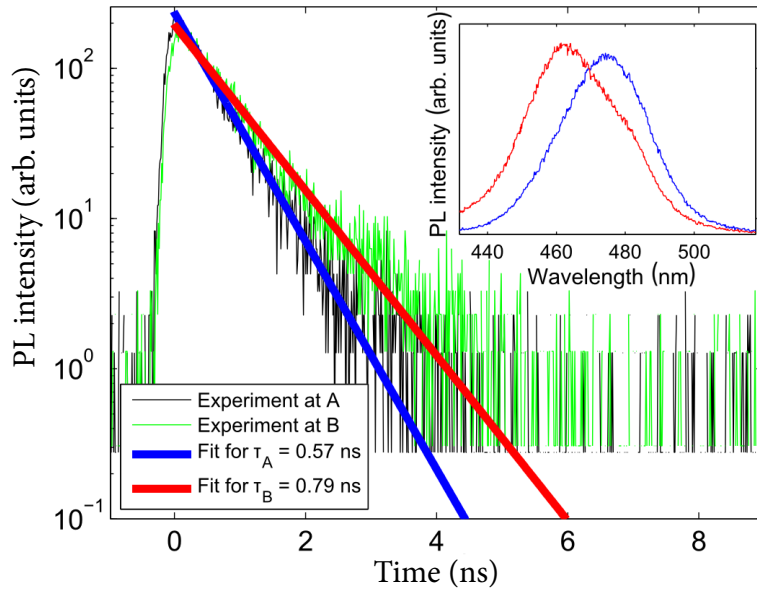 PL intensity (arb. units)
10^2
10^1
10^0
10^-1
0
2
4
6
8
Time (ns)
Experiment at A
Experiment at B
Fit for τ_A = 0.57 ns
Fit for τ_B = 0.79 ns
PL intensity (arb. units)
440
460
480
500
Wavelength (nm)